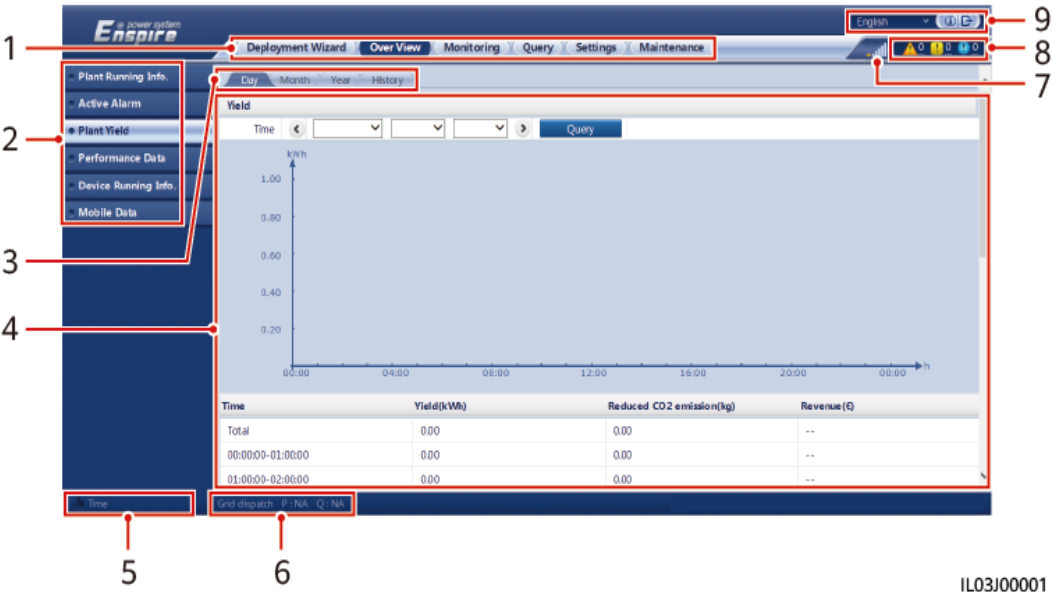 @ power system
Enspire
English
9
1
Deployment Wizard Over View Monitoring Query Settings Maintenance
0 0 0
8
7
2
Plant Running Info.
Active Alarm
Plant Yield
Performance Data
Device Running Info.
Mobile Data
3
Day Month Year History
4
Yield
Time Query
kWh
1.00
0.80
0.60
0.40
0.20
00:00 04:00 08:00 12:00 16:00 20:00 00:00 h
Time Yield(kWh) Reduced CO2 emission(kg) Revenue(€)
Total 0.00 0.00 --
00:00:00-01:00:00 0.00 0.00 --
01:00:00-02:00:00 0.00 0.00 --
Time
Grid dispatch P : NA Q : NA
5
6
IL03J00001